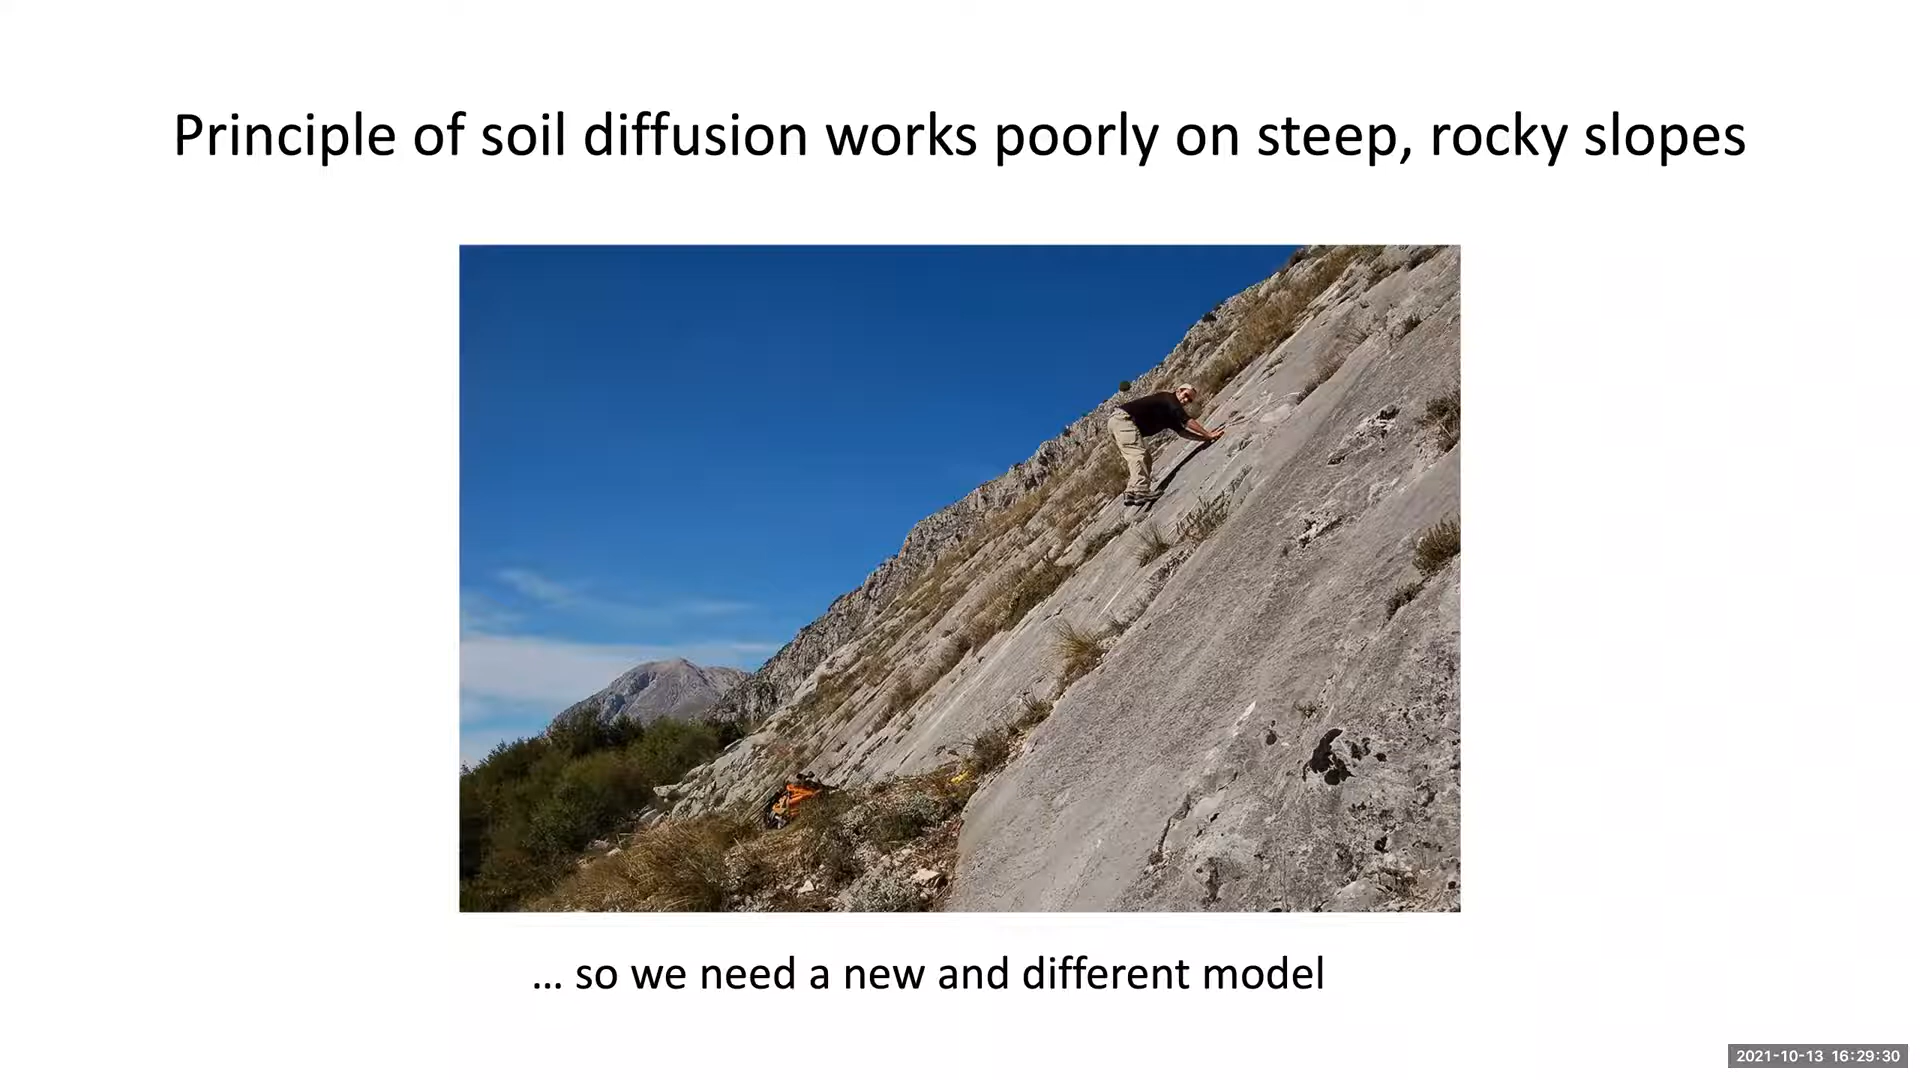 Principle of soil diffusion works poorly on steep, rocky slopes
... so we need a new and different model
2021-10-13 16:29:30